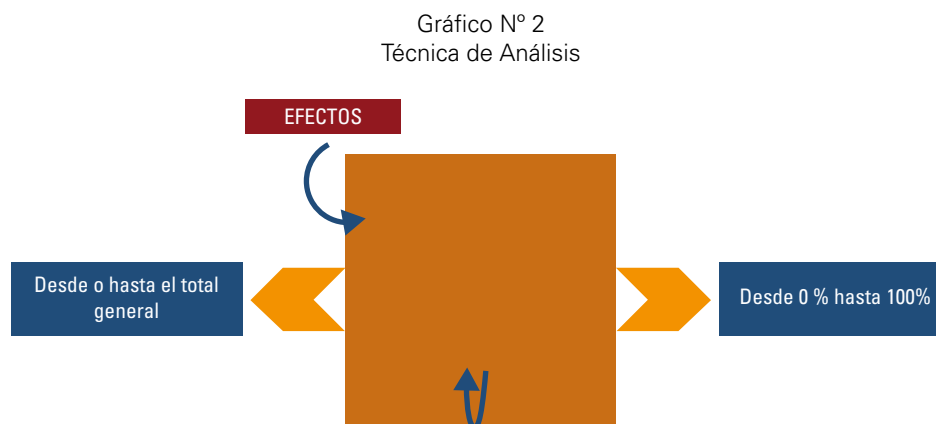 Gráfico Nº 2
Técnica de Análisis
EFECTOS
Desde o hasta el total
general
Desde 0 % hasta 100%